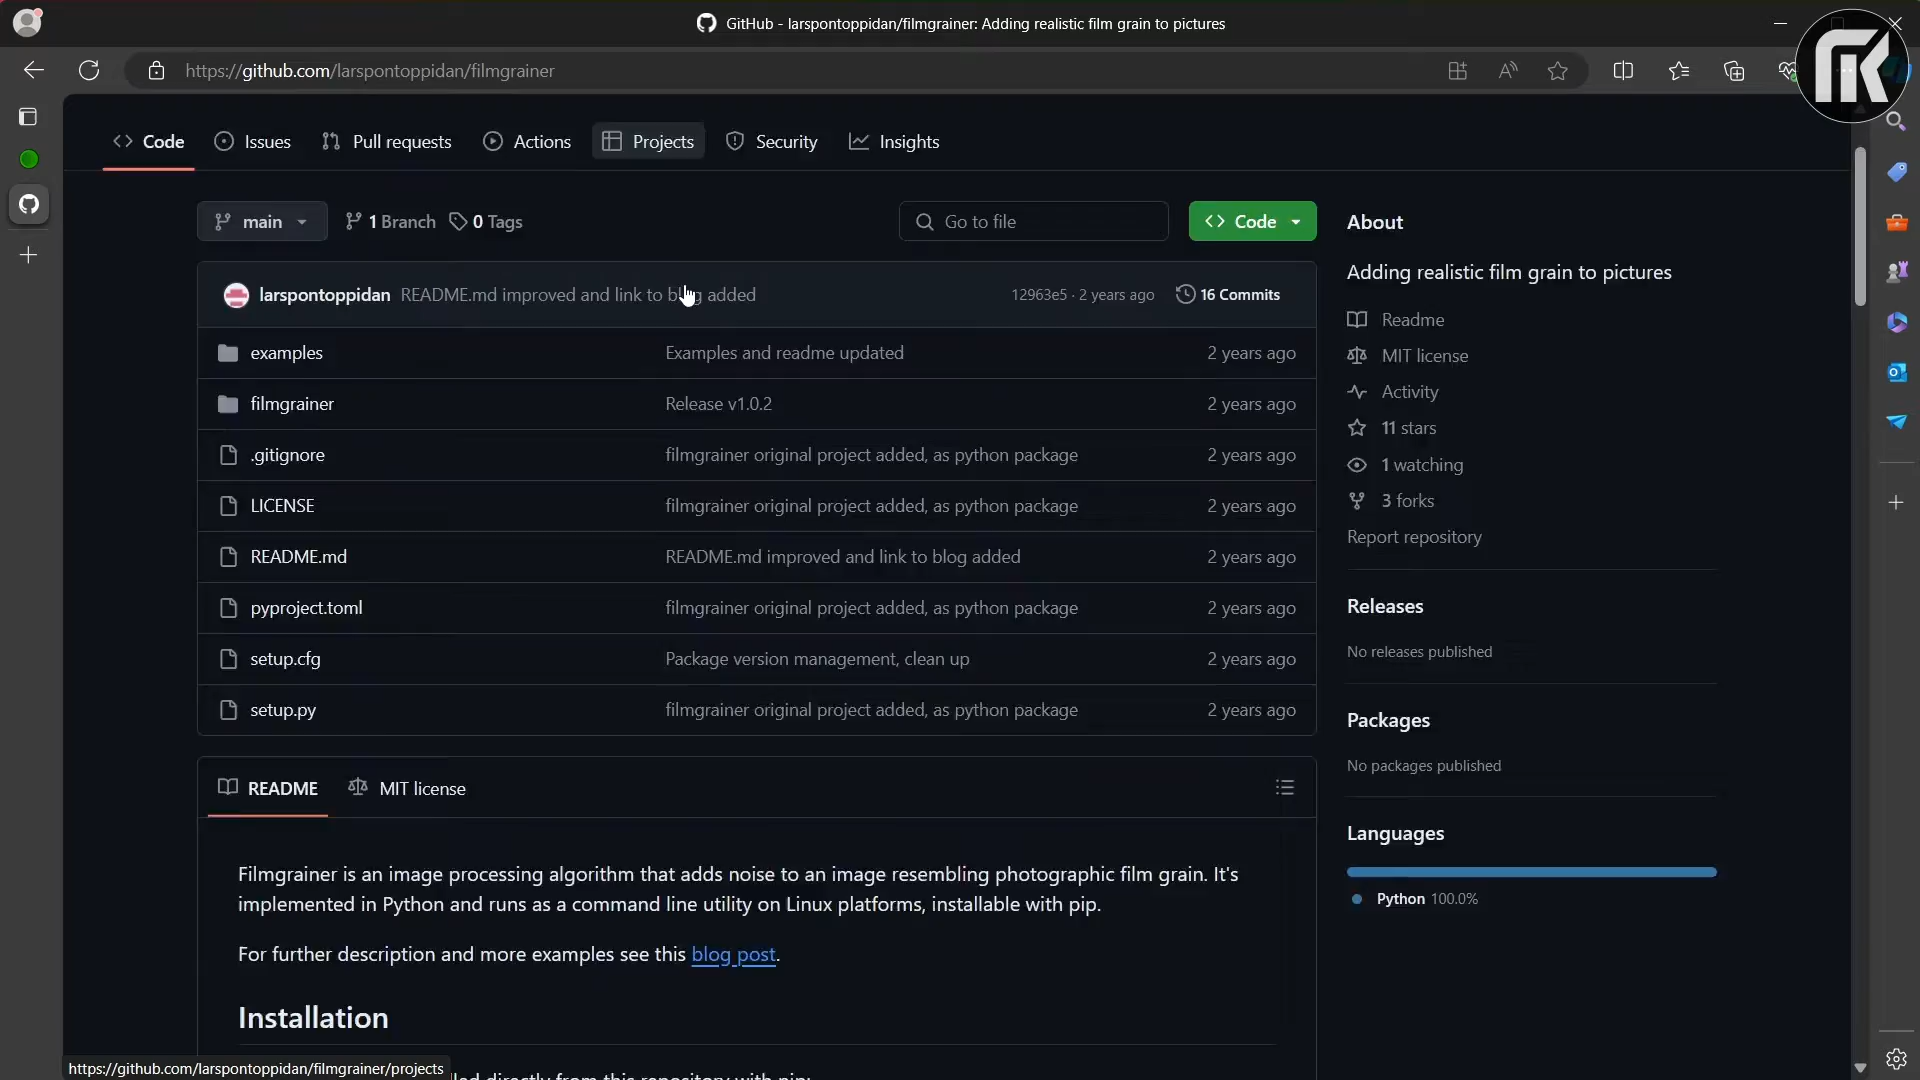 GitHub - larspontoppidan/filmgrainer: Adding realistic film grain to pictures
https://github.com/larspontoppidan/filmgrainer
Code Issues Pull requests Actions Projects Security Insights
main 1 Branch 0 Tags Go to file Code
larspontoppidan README.md improved and link to blog added 12963e5 · 2 years ago 16 Commits
examples Examples and readme updated 2 years ago
filmgrainer Release v1.0.2 2 years ago
.gitignore filmgrainer original project added, as python package 2 years ago
LICENSE filmgrainer original project added, as python package 2 years ago
README.md README.md improved and link to blog added 2 years ago
pyproject.toml filmgrainer original project added, as python package 2 years ago
setup.cfg Package version management, clean up 2 years ago
setup.py filmgrainer original project added, as python package 2 years ago
README MIT license
Filmgrainer is an image processing algorithm that adds noise to an image resembling photographic film grain. It's
implemented in Python and runs as a command line utility on Linux platforms, installable with pip.
For further description and more examples see this blog post.
Installation
directly from this repository with pip:
https://github.com/larspontoppidan/filmgrainer/projects
About
Adding realistic film grain to pictures
Readme
MIT license
Activity
11 stars
1 watching
3 forks
Report repository
Releases
No releases published
Packages
No packages published
Languages
Python 100.0%